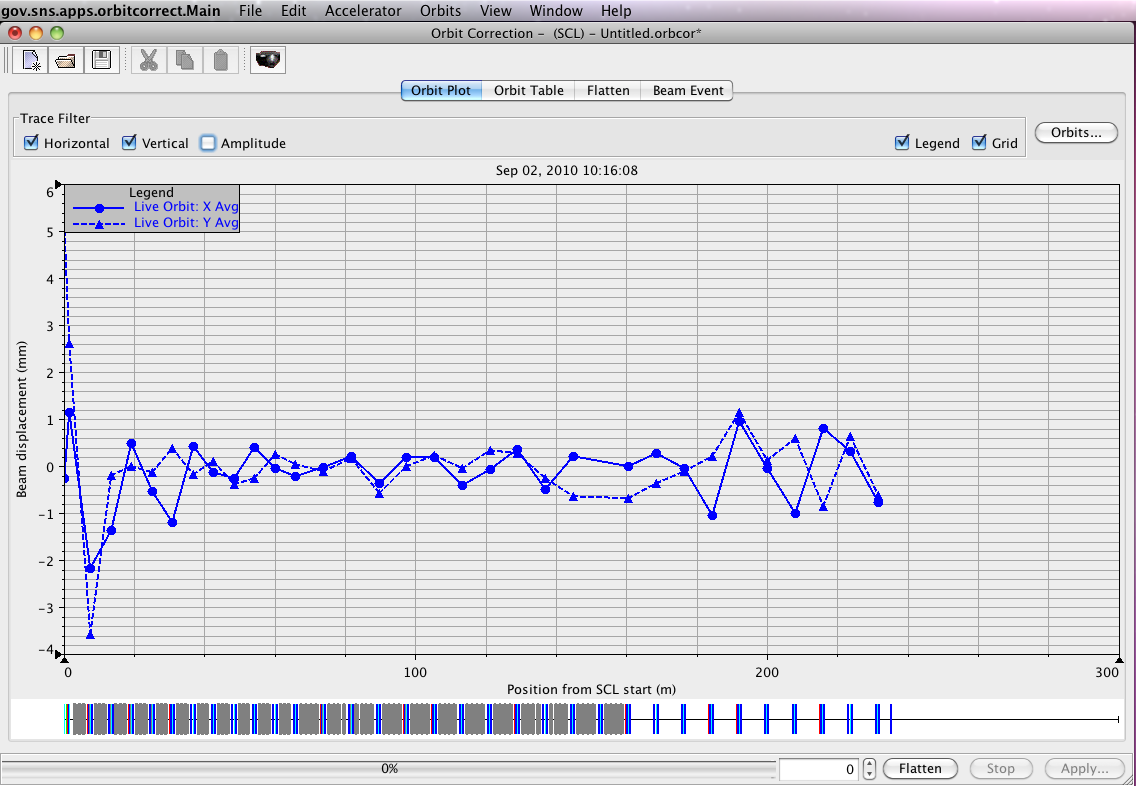 gov.sns.apps.orbitcorrect.Main File Edit Accelerator Orbits View Window Help
Orbit Correction - (SCL) - Untitled.orbcor*
Orbit Plot Orbit Table Flatten Beam Event
Trace Filter
Horizontal Vertical Amplitude Legend Grid Orbits...
Sep 02, 2010 10:16:08
Legend
Live Orbit: X Avg
Live Orbit: Y Avg
6
5
4
3
2
1
0
-1
-2
-3
-4
Beam displacement (mm)
0 100 200 300
Position from SCL start (m)
0% 0 Flatten Stop Apply...